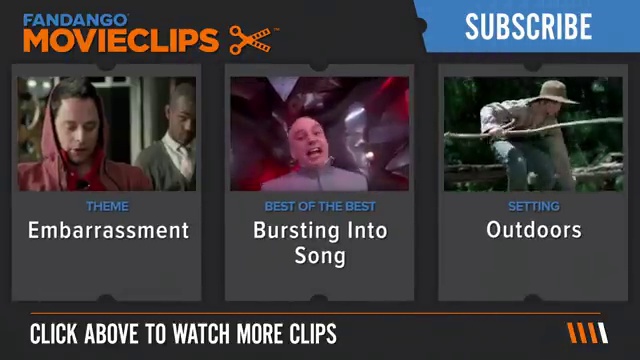 FANDANGO
MOVIECLIPS™
SUBSCRIBE
THEME
Embarrassment
BEST OF THE BEST
Bursting Into
Song
SETTING
Outdoors
CLICK ABOVE TO WATCH MORE CLIPS